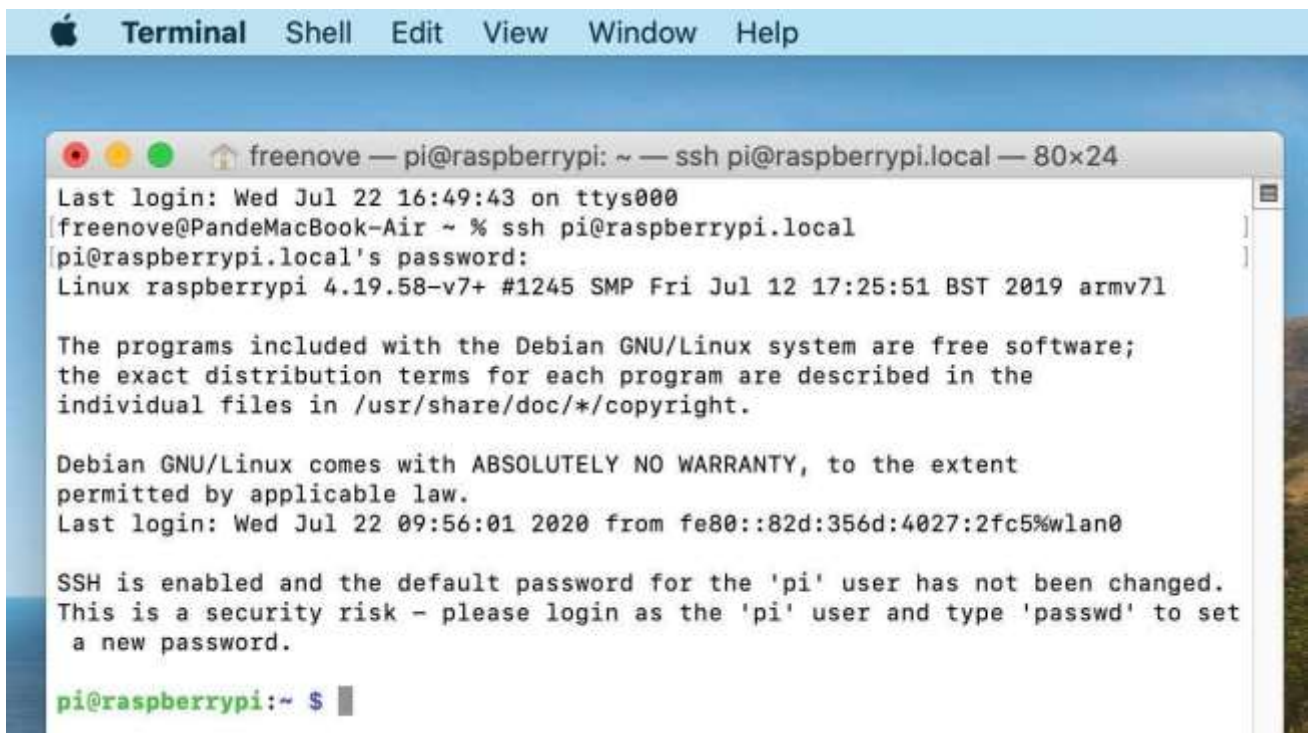 Terminal Shell Edit View Window Help
freenove — pi@raspberrypi: ~ — ssh pi@raspberrypi.local — 80×24
Last login: Wed Jul 22 16:49:43 on ttys000
[freenove@PandeMacBook-Air ~ % ssh pi@raspberrypi.local ]
[pi@raspberrypi.local's password: ]
Linux raspberrypi 4.19.58-v7+ #1245 SMP Fri Jul 12 17:25:51 BST 2019 armv7l
The programs included with the Debian GNU/Linux system are free software;
the exact distribution terms for each program are described in the
individual files in /usr/share/doc/*/copyright.
Debian GNU/Linux comes with ABSOLUTELY NO WARRANTY, to the extent
permitted by applicable law.
Last login: Wed Jul 22 09:56:01 2020 from fe80::82d:356d:4027:2fc5%wlan0
SSH is enabled and the default password for the 'pi' user has not been changed.
This is a security risk – please login as the 'pi' user and type 'passwd' to set
a new password.
pi@raspberrypi:~ $